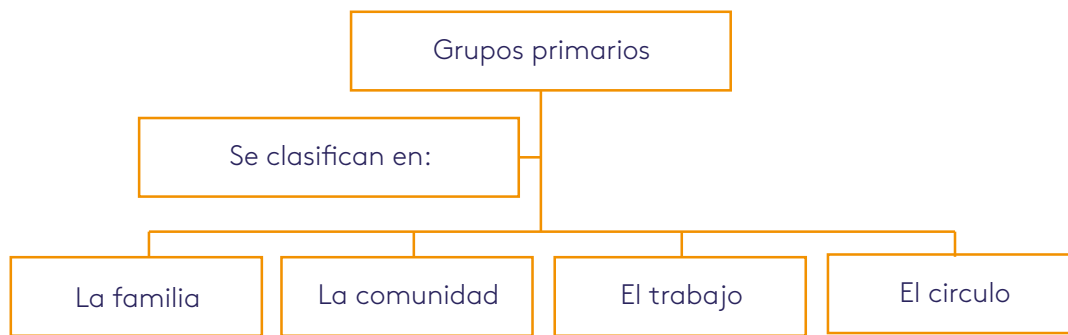 Grupos primarios
Se clasifican en:
La familia
La comunidad
El trabajo
El circulo